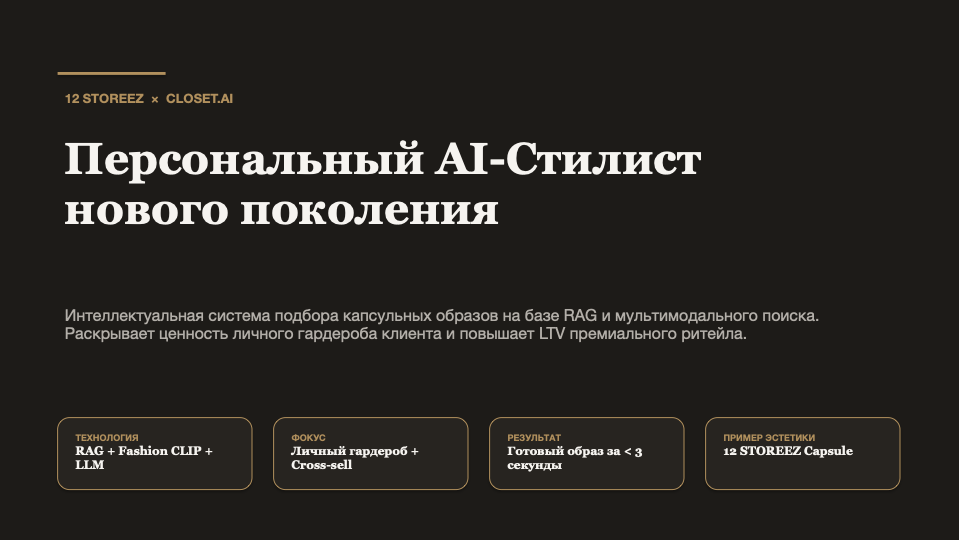 12 STOREEZ × CLOSET.AI
Персональный AI-Стилист
нового поколения
Интеллектуальная система подбора капсульных образов на базе RAG и мультимодального поиска.
Раскрывает ценность личного гардероба клиента и повышает LTV премиального ритейла.
ТЕХНОЛОГИЯ
RAG + Fashion CLIP +
LLM
ФОКУС
Личный гардероб +
Cross-sell
РЕЗУЛЬТАТ
Готовый образ за < 3
секунды
ПРИМЕР ЭСТЕТИКИ
12 STOREEZ Capsule